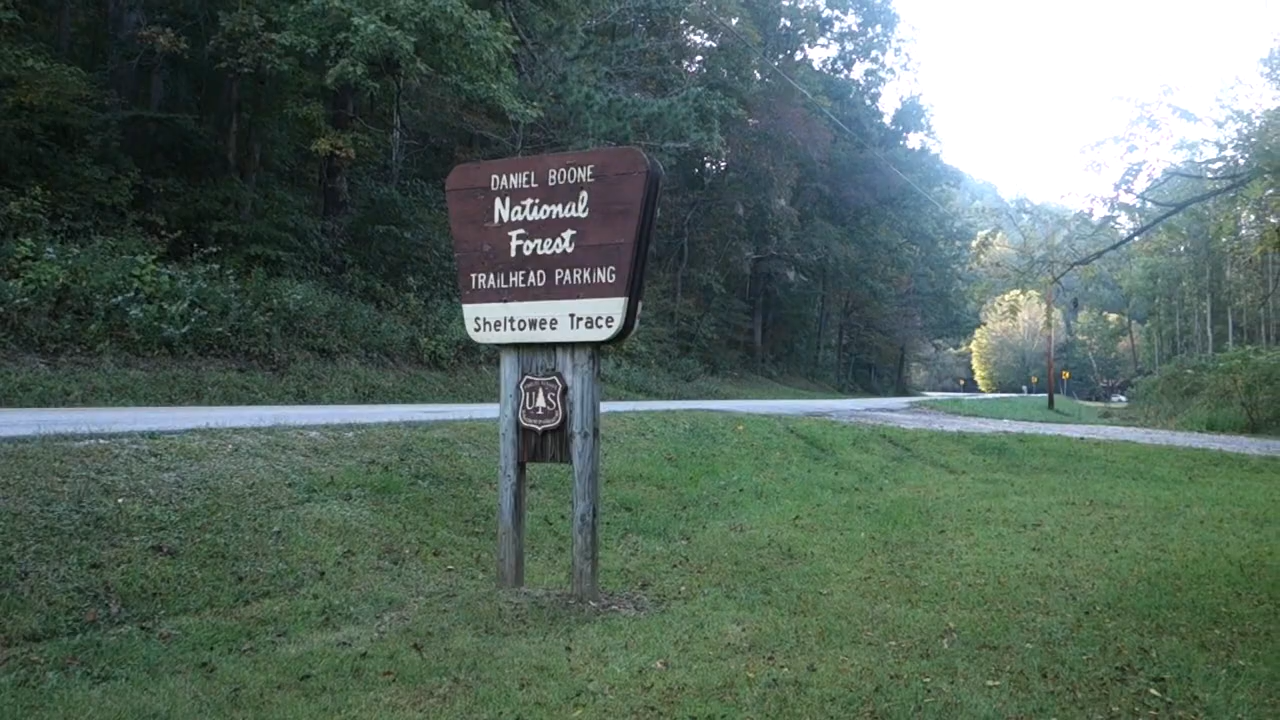 DANIEL BOONE
National
Forest
TRAILHEAD PARKING
Sheltowee Trace
US